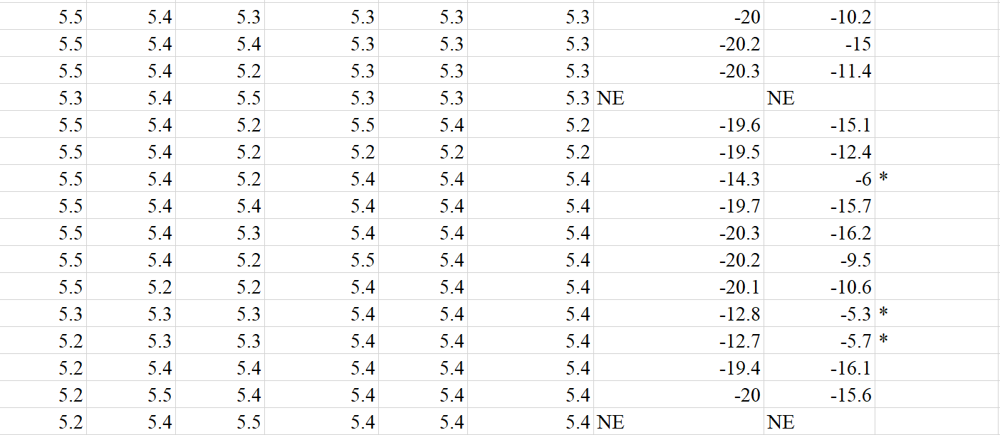 5.5 5.4 5.3 5.3 5.3 5.3 -20 -10.2
5.5 5.4 5.4 5.3 5.3 5.3 -20.2 -15
5.5 5.4 5.2 5.3 5.3 5.3 -20.3 -11.4
5.3 5.4 5.5 5.3 5.3 5.3 NE NE
5.5 5.4 5.2 5.5 5.4 5.2 -19.6 -15.1
5.5 5.4 5.2 5.2 5.2 5.2 -19.5 -12.4
5.5 5.4 5.2 5.4 5.4 5.4 -14.3 -6 *
5.5 5.4 5.4 5.4 5.4 5.4 -19.7 -15.7
5.5 5.4 5.3 5.4 5.4 5.4 -20.3 -16.2
5.5 5.4 5.2 5.5 5.4 5.4 -20.2 -9.5
5.5 5.2 5.2 5.4 5.4 5.4 -20.1 -10.6
5.3 5.3 5.3 5.4 5.4 5.4 -12.8 -5.3 *
5.2 5.3 5.3 5.4 5.4 5.4 -12.7 -5.7 *
5.2 5.4 5.4 5.4 5.4 5.4 -19.4 -16.1
5.2 5.5 5.4 5.4 5.4 5.4 -20 -15.6
5.2 5.4 5.5 5.4 5.4 5.4 NE NE